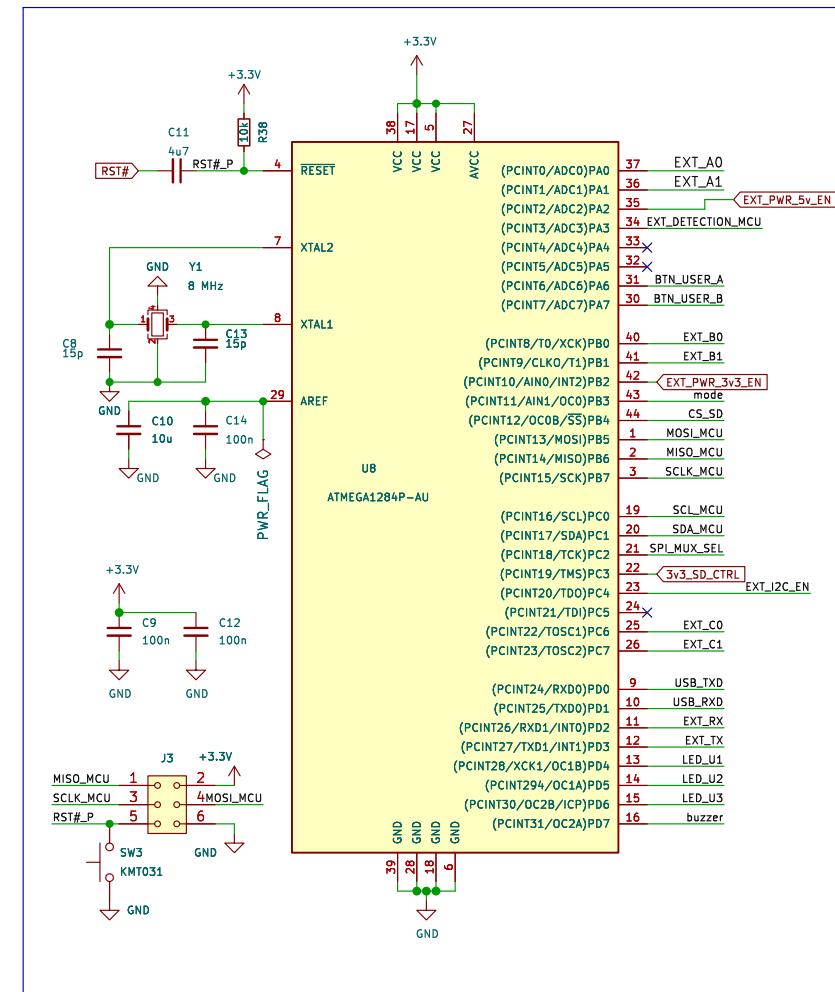 +3.3V
+3.3V
C11
4u7
10k
R38
38
17
5
27
VCC
VCC
VCC
AVCC
RST#
RST#_P
4
RESET
7
XTAL2
GND
Y1
8 MHz
4
1
3
2
8
XTAL1
C8
15p
C13
15p
GND
29
AREF
C10
10u
C14
100n
GND
GND
PWR_FLAG
U8
ATMEGA1284P-AU
(PCINT0/ADC0)PA0 37 EXT_A0
(PCINT1/ADC1)PA1 36 EXT_A1
(PCINT2/ADC2)PA2 35 EXT_PWR_5v_EN
(PCINT3/ADC3)PA3 34 EXT_DETECTION_MCU
(PCINT4/ADC4)PA4 33
(PCINT5/ADC5)PA5 32
(PCINT6/ADC6)PA6 31 BTN_USER_A
(PCINT7/ADC7)PA7 30 BTN_USER_B
(PCINT8/T0/XCK)PB0 40 EXT_B0
(PCINT9/CLKO/T1)PB1 41 EXT_B1
(PCINT10/AIN0/INT2)PB2 42 EXT_PWR_3v3_EN
(PCINT11/AIN1/OC0)PB3 43 mode
(PCINT12/OC0B/SS)PB4 44 CS_SD
(PCINT13/MOSI)PB5 1 MOSI_MCU
(PCINT14/MISO)PB6 2 MISO_MCU
(PCINT15/SCK)PB7 3 SCLK_MCU
(PCINT16/SCL)PC0 19 SCL_MCU
(PCINT17/SDA)PC1 20 SDA_MCU
(PCINT18/TCK)PC2 21 SPI_MUX_SEL
(PCINT19/TMS)PC3 22 3v3_SD_CTRL
(PCINT20/TDO)PC4 23 EXT_I2C_EN
(PCINT21/TDI)PC5 24
(PCINT22/TOSC1)PC6 25 EXT_C0
(PCINT23/TOSC2)PC7 26 EXT_C1
(PCINT24/RXD0)PD0 9 USB_TXD
(PCINT25/TXD0)PD1 10 USB_RXD
(PCINT26/RXD1/INT0)PD2 11 EXT_RX
(PCINT27/TXD1/INT1)PD3 12 EXT_TX
(PCINT28/XCK1/OC1B)PD4 13 LED_U1
(PCINT294/OC1A)PD5 14 LED_U2
(PCINT30/OC2B/ICP)PD6 15 LED_U3
(PCINT31/OC2A)PD7 16 buzzer
+3.3V
C9
100n
C12
100n
GND
GND
J3
+3.3V
MISO_MCU 1 2
SCLK_MCU 3 4 MOSI_MCU
RST#_P 5 6
GND
SW3
KMT031
GND
GND
GND
GND
GND
39
28
18
6
GND